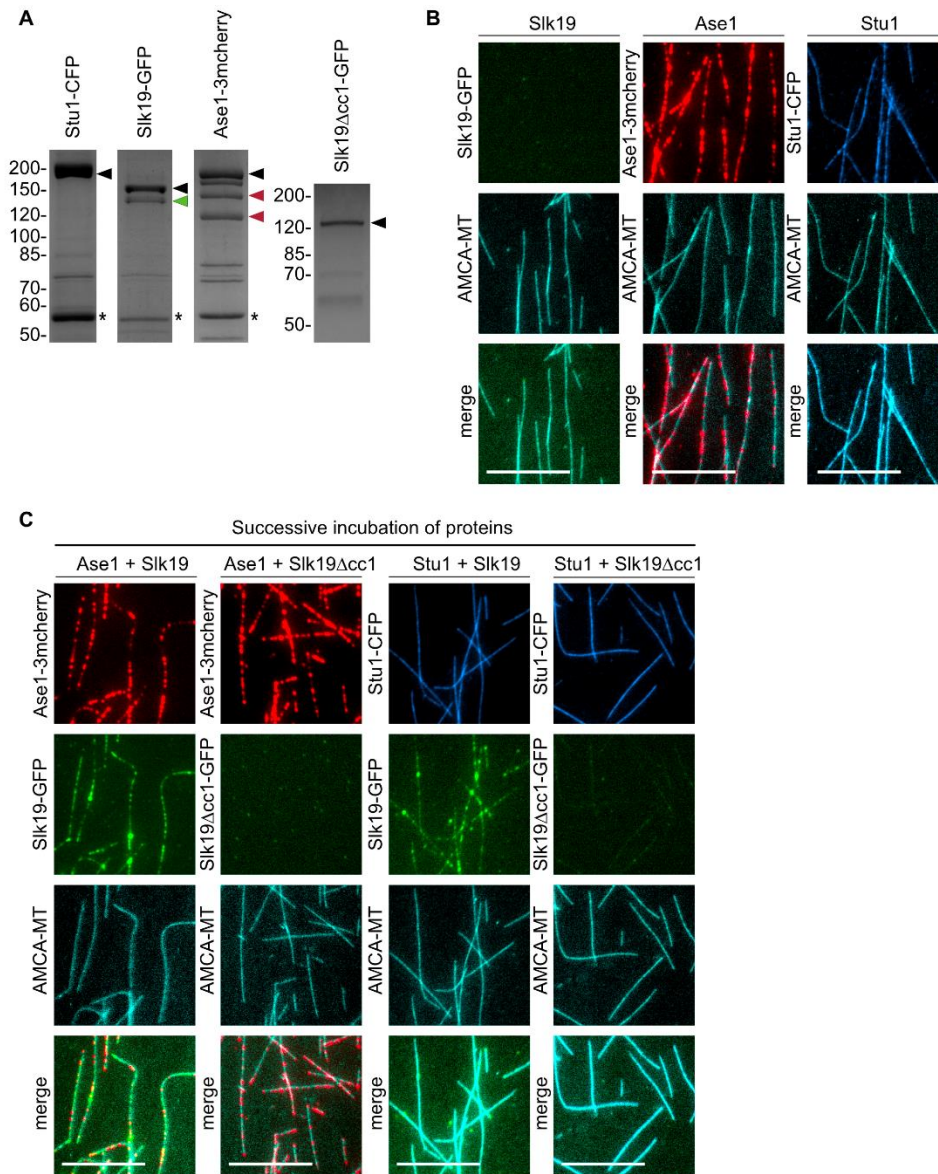 A
Stu1-CFP
Slk19-GFP
Ase1-3mcherry
Slk19Δcc1-GFP
200-
150-
120-
100-
85-
70-
60-
50-
*
*
*
200-
120-
70-
50-
B
Slk19
Ase1
Stu1
Slk19-GFP
Ase1-3mcherry
Stu1-CFP
AMCA-MT
AMCA-MT
AMCA-MT
merge
merge
merge
C
Successive incubation of proteins
Ase1 + Slk19
Ase1 + Slk19Δcc1
Stu1 + Slk19
Stu1 + Slk19Δcc1
Ase1-3mcherry
Ase1-3mcherry
Stu1-CFP
Stu1-CFP
Slk19-GFP
Slk19Δcc1-GFP
Slk19-GFP
Slk19Δcc1-GFP
AMCA-MT
AMCA-MT
AMCA-MT
AMCA-MT
merge
merge
merge
merge